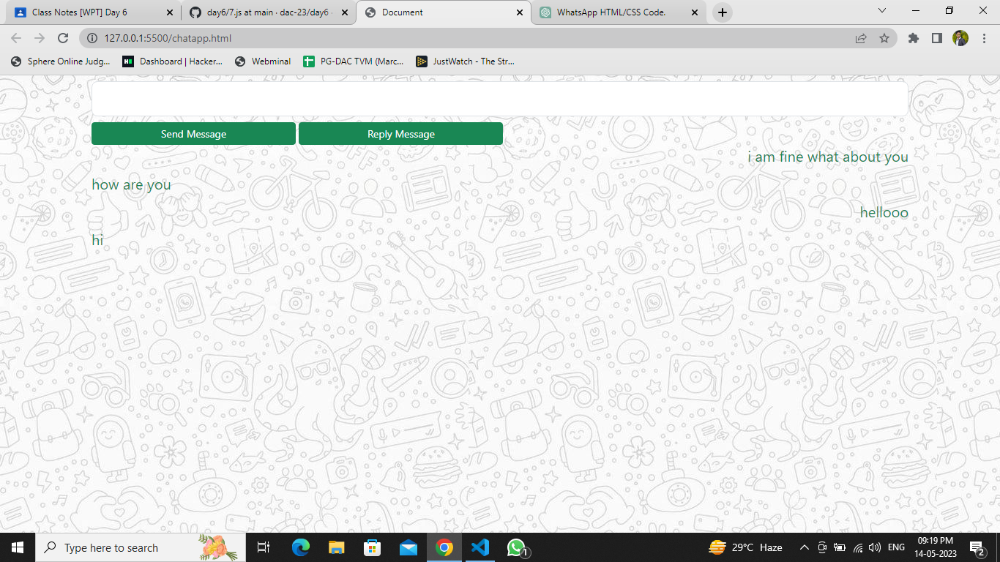 Class Notes [WPT] Day 6
day6/7.js at main · dac-23/day6 ·
Document
WhatsApp HTML/CSS Code.
127.0.0.1:5500/chatapp.html
Sphere Online Judg...
Dashboard | Hacker...
Webminal
PG-DAC TVM (Marc...
JustWatch - The Str...
Send Message
Reply Message
i am fine what about you
how are you
hellooo
hi
Type here to search
1
29°C Haze
ENG
09:19 PM
14-05-2023
2